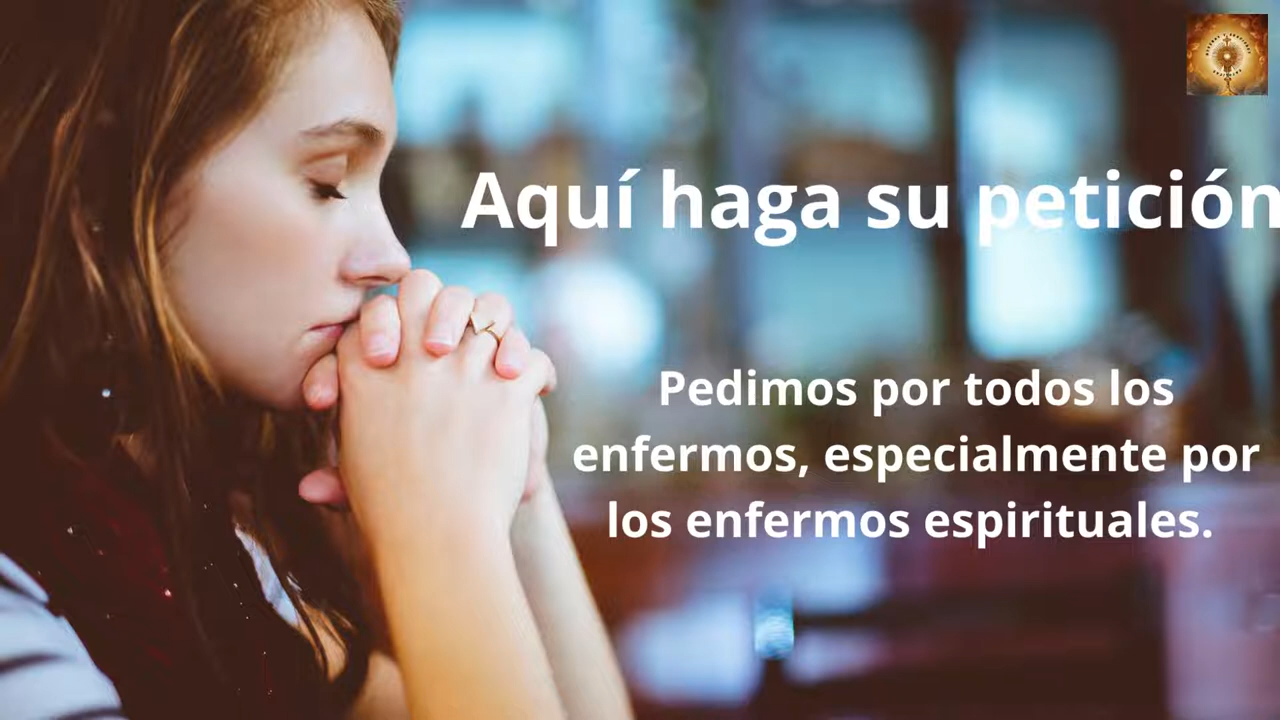 Aquí haga su petición
Pedimos por todos los
enfermos, especialmente por
los enfermos espirituales.